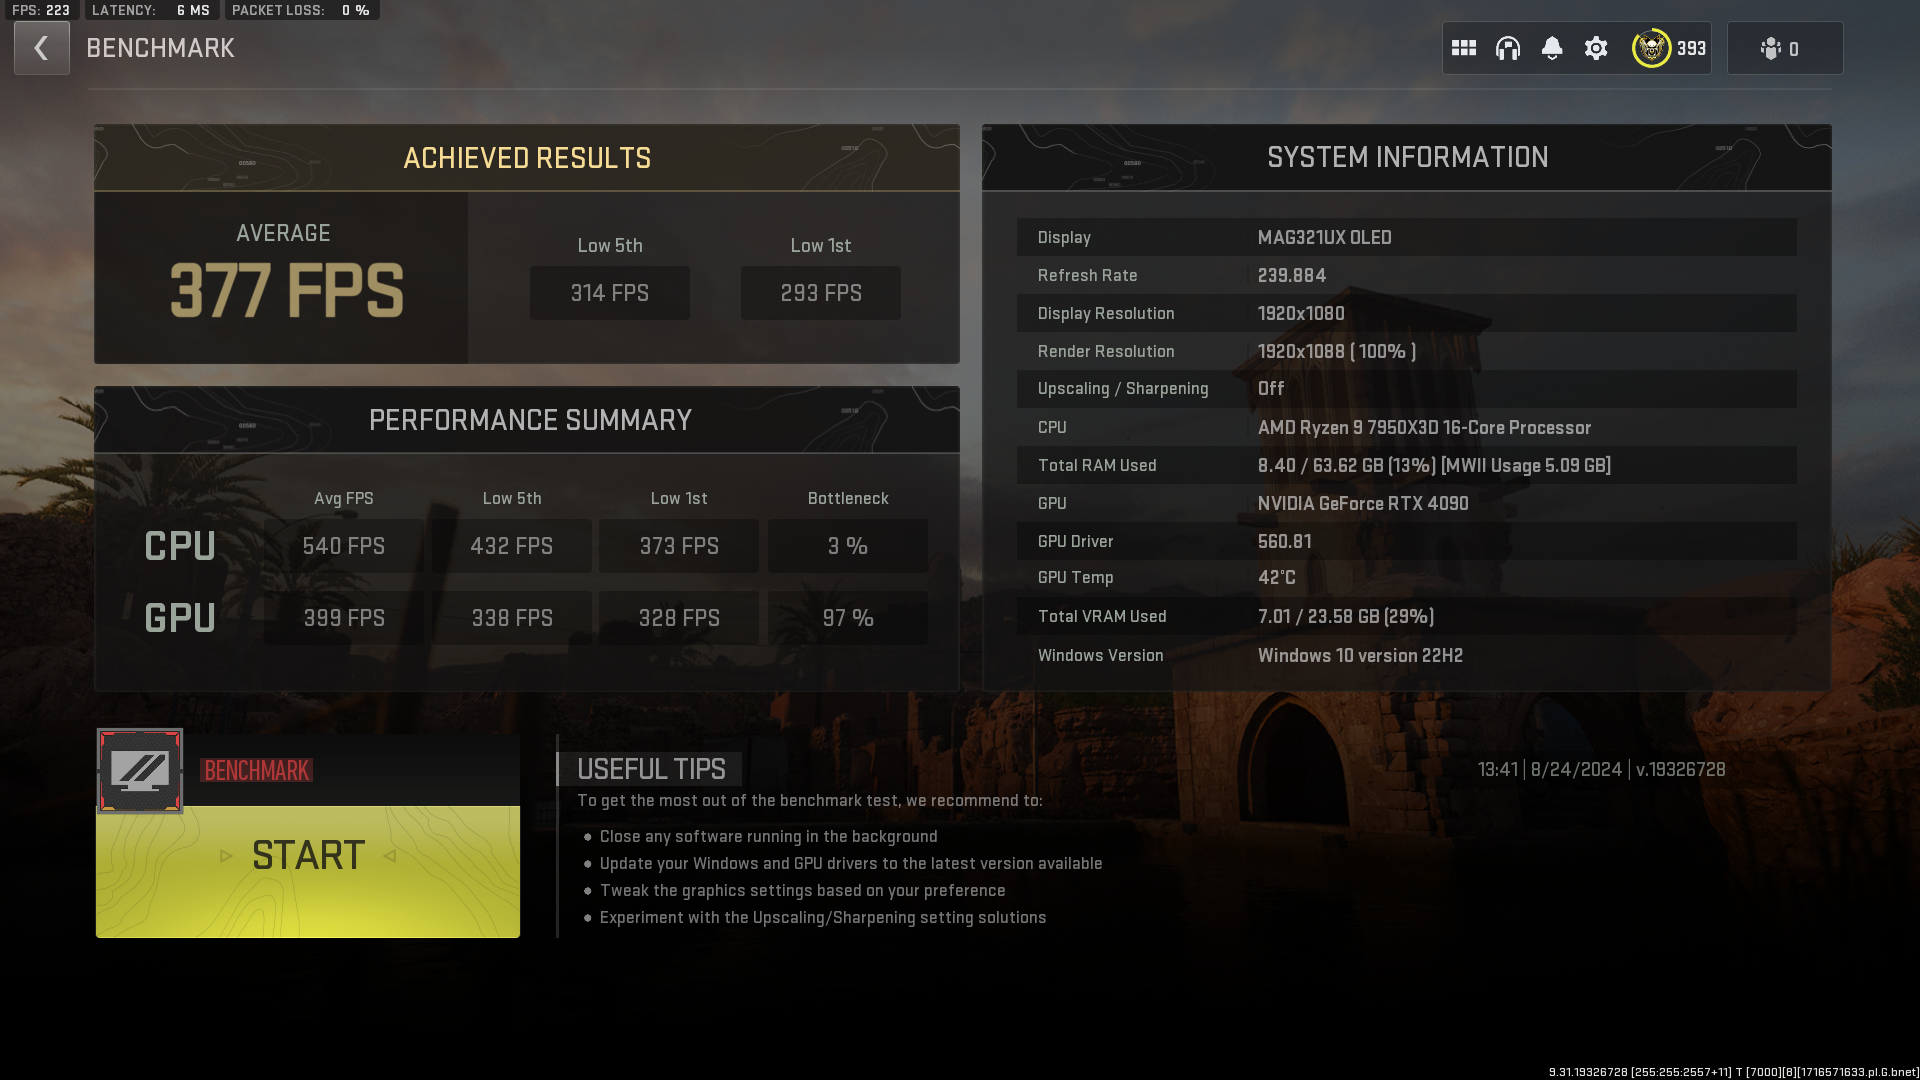 FPS: 223 LATENCY: 6 MS PACKET LOSS: 0 %
BENCHMARK
393
0
ACHIEVED RESULTS
AVERAGE
377 FPS
Low 5th
314 FPS
Low 1st
293 FPS
PERFORMANCE SUMMARY
Avg FPS Low 5th Low 1st Bottleneck
CPU 540 FPS 432 FPS 373 FPS 3 %
GPU 399 FPS 338 FPS 328 FPS 97 %
SYSTEM INFORMATION
Display MAG321UX OLED
Refresh Rate 239.884
Display Resolution 1920x1080
Render Resolution 1920x1088 ( 100% )
Upscaling / Sharpening Off
CPU AMD Ryzen 9 7950X3D 16-Core Processor
Total RAM Used 8.40 / 63.62 GB (13%) [MWII Usage 5.09 GB]
GPU NVIDIA GeForce RTX 4090
GPU Driver 560.81
GPU Temp 42°C
Total VRAM Used 7.01 / 23.58 GB (29%)
Windows Version Windows 10 version 22H2
BENCHMARK
START
USEFUL TIPS
To get the most out of the benchmark test, we recommend to:
• Close any software running in the background
• Update your Windows and GPU drivers to the latest version available
• Tweak the graphics settings based on your preference
• Experiment with the Upscaling/Sharpening setting solutions
13:41 | 8/24/2024 | v.19326728
9.31.19326728 [255:255:2557+11] T [7000][8][1716571633.pl.G.bnet]